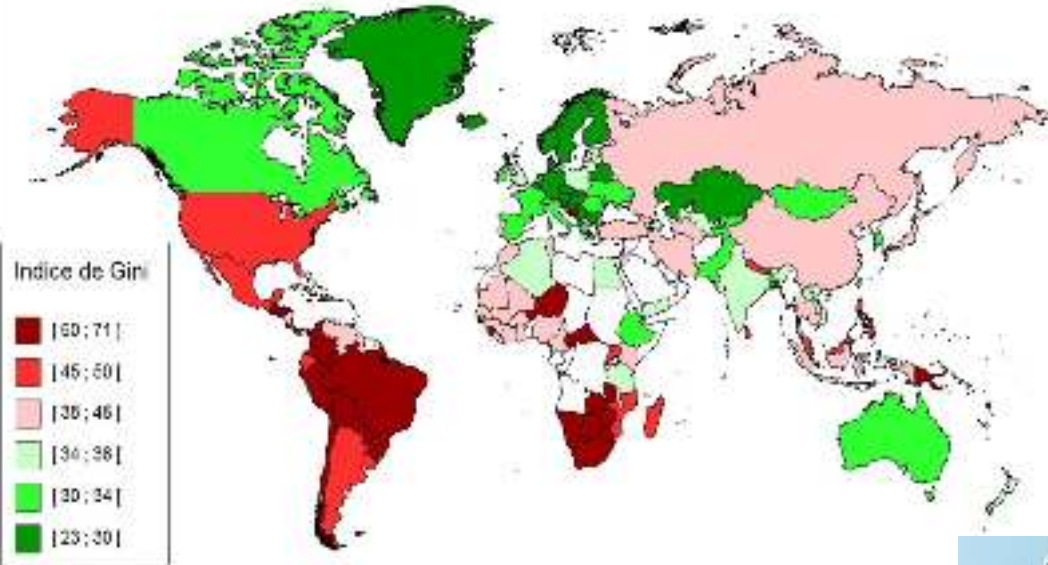 Indice de Gini
[50 ; 71]
[45 ; 50[
[38 ; 45[
[34 ; 38[
[30 ; 34[
[23 ; 30[